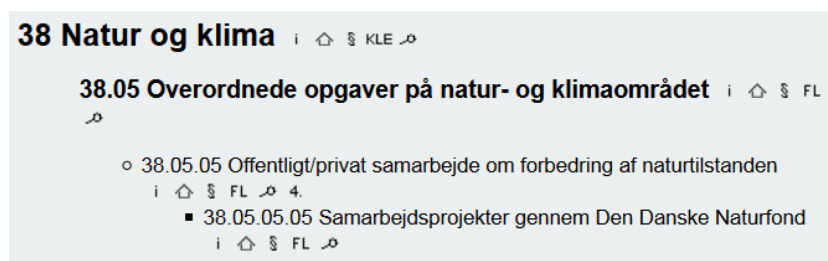 38 Natur og klima i § KLE
38.05 Overordnede opgaver på natur- og klimaområdet i § FL
38.05.05 Offentligt/privat samarbejde om forbedring af naturtilstanden
i § FL 4.
38.05.05.05 Samarbejdsprojekter gennem Den Danske Naturfond
i § FL